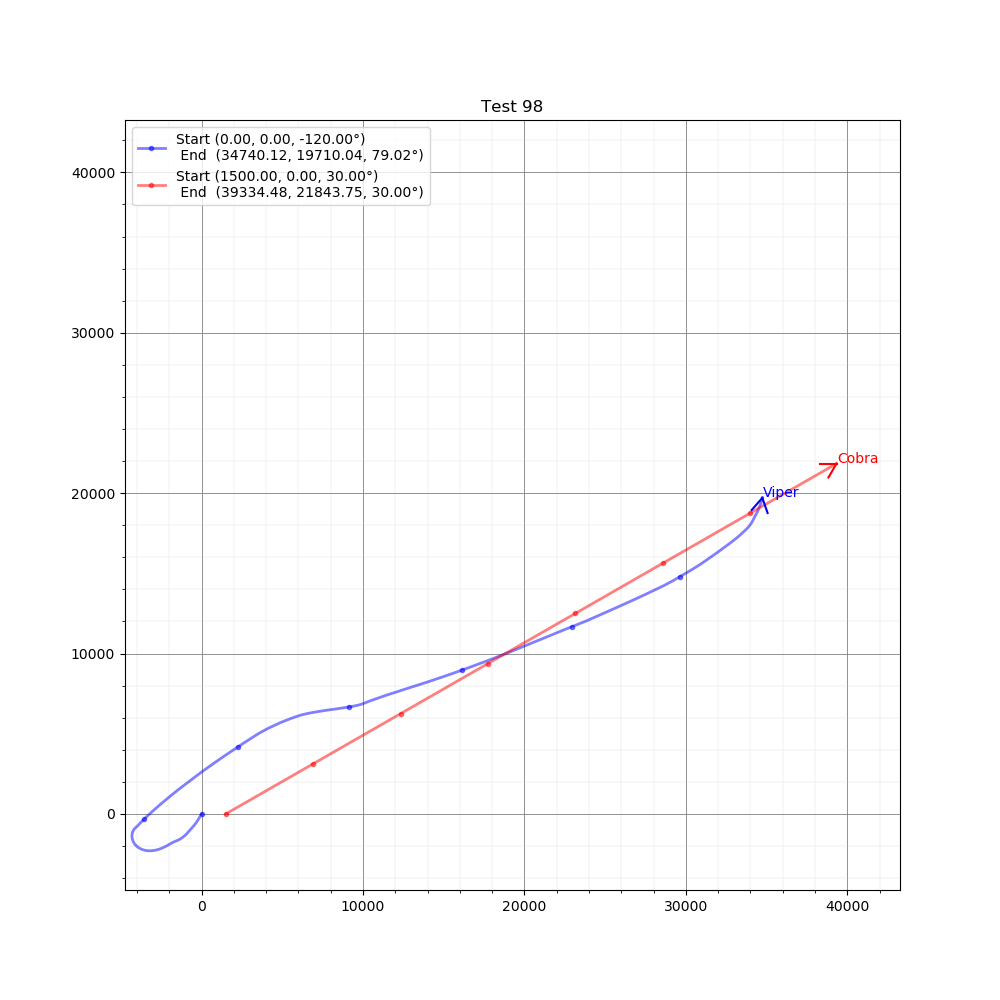 Test 98
Start (0.00, 0.00, -120.00°)
End  (34740.12, 19710.04, 79.02°)
Start (1500.00, 0.00, 30.00°)
End  (39334.48, 21843.75, 30.00°)
40000
30000
20000
10000
0
Cobra
Viper
0
10000
20000
30000
40000